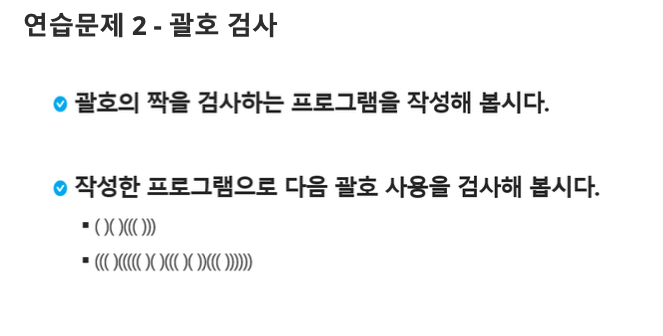 연습문제 2 - 괄호 검사
괄호의 짝을 검사하는 프로그램을 작성해 봅시다.
작성한 프로그램으로 다음 괄호 사용을 검사해 봅시다.
( )( )((( )))
((( )((((( )( )((( )( ))((( ))))))